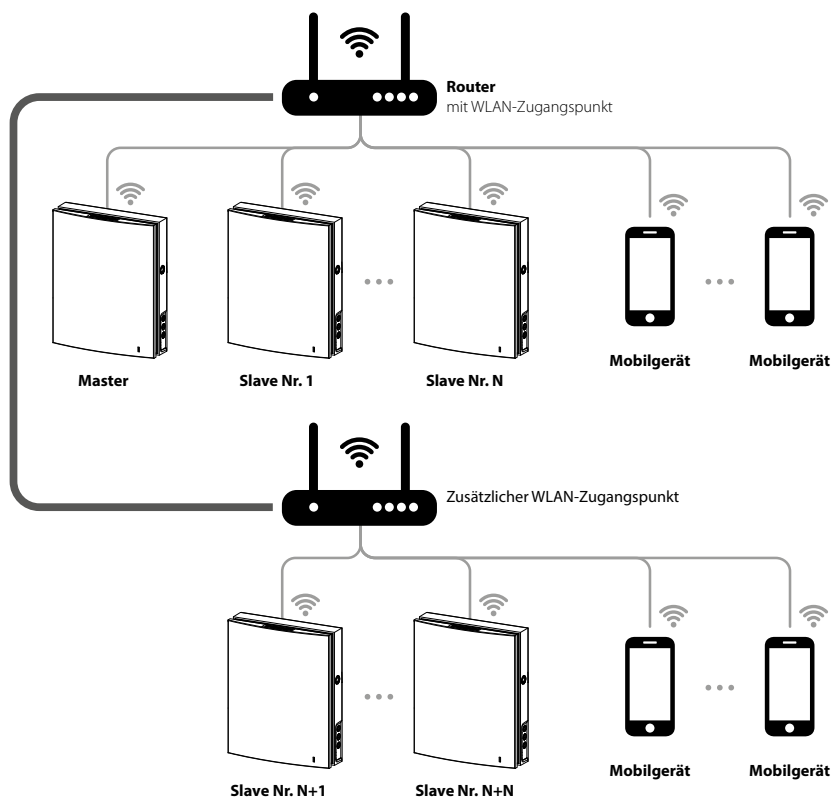 Router
mit WLAN-Zugangspunkt
Master
Slave Nr. 1
Slave Nr. N
Mobilgerät
Mobilgerät
Zusätzlicher WLAN-Zugangspunkt
Slave Nr. N+1
Slave Nr. N+N
Mobilgerät
Mobilgerät